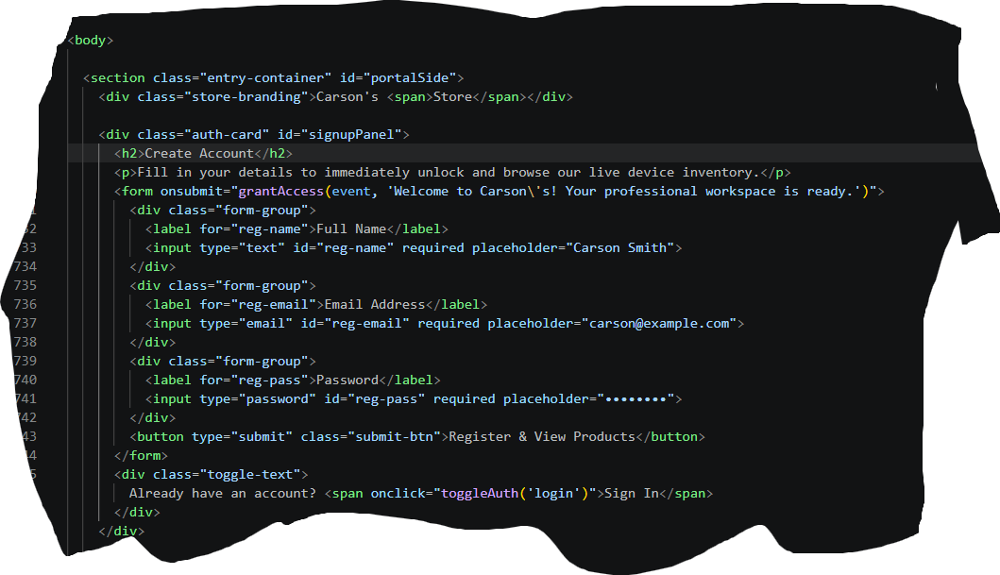 <body>
<section class="entry-container" id="portalSide">
<div class="store-branding">Carson's <span>Store</span></div>
<div class="auth-card" id="signupPanel">
<h2>Create Account</h2>
<p>Fill in your details to immediately unlock and browse our live device inventory.</p>
<form onsubmit="grantAccess(event, 'Welcome to Carson\'s! Your professional workspace is ready.')">
<div class="form-group">
<label for="reg-name">Full Name</label>
33 <input type="text" id="reg-name" required placeholder="Carson Smith">
734 </div>
735 <div class="form-group">
736 <label for="reg-email">Email Address</label>
737 <input type="email" id="reg-email" required placeholder="carson@example.com">
738 </div>
739 <div class="form-group">
740 <label for="reg-pass">Password</label>
741 <input type="password" id="reg-pass" required placeholder="••••••••">
42 </div>
43 <button type="submit" class="submit-btn">Register & View Products</button>
</form>
<div class="toggle-text">
Already have an account? <span onclick="toggleAuth('login')">Sign In</span>
</div>
</div>